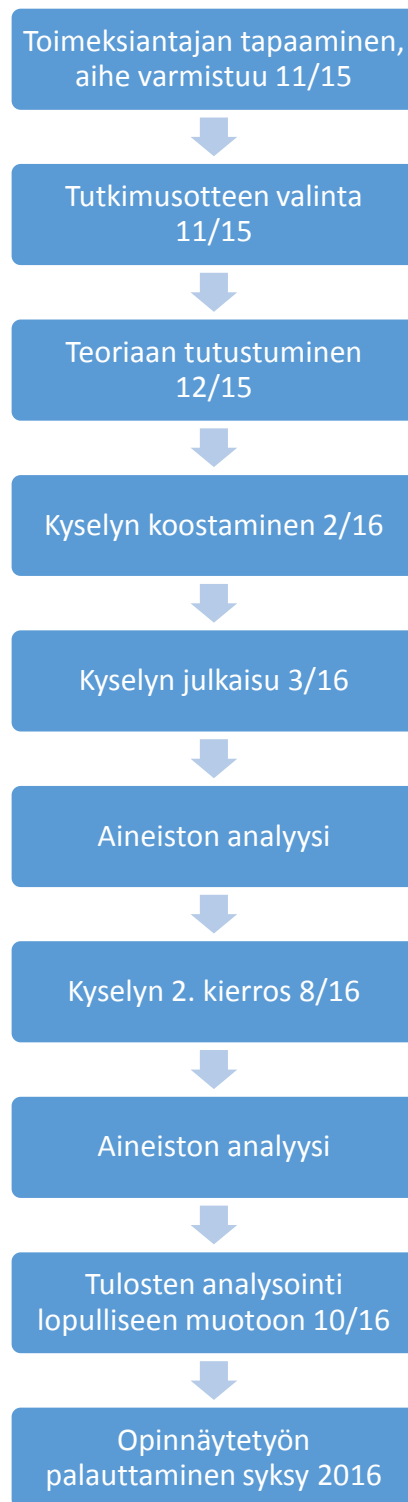 Toimeksiantajan tapaaminen,
aihe varmistuu 11/15
Tutkimusotteen valinta
11/15
Teoriaan tutustuminen
12/15
Kyselyn koostaminen 2/16
Kyselyn julkaisu 3/16
Aineiston analyysi
Kyselyn 2. kierros 8/16
Aineiston analyysi
Tulosten analysointi
lopulliseen muotoon 10/16
Opinnäytetyön
palauttaminen syksy 2016